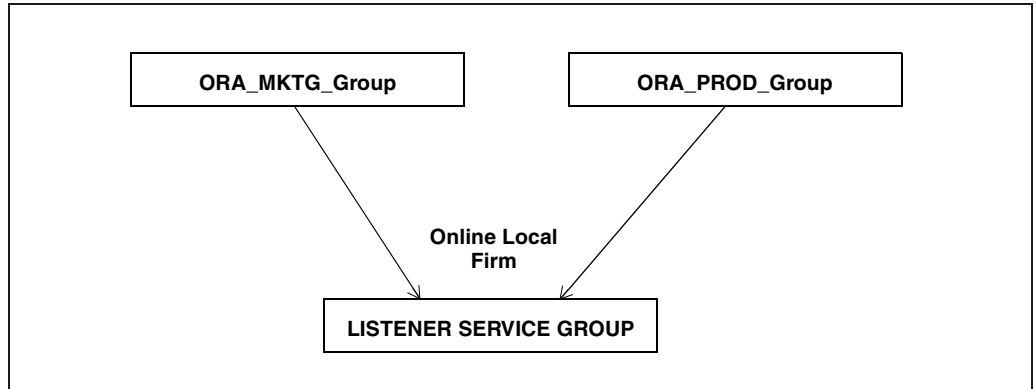 ORA_MKTG_Group
ORA_PROD_Group
Online Local
Firm
LISTENER SERVICE GROUP